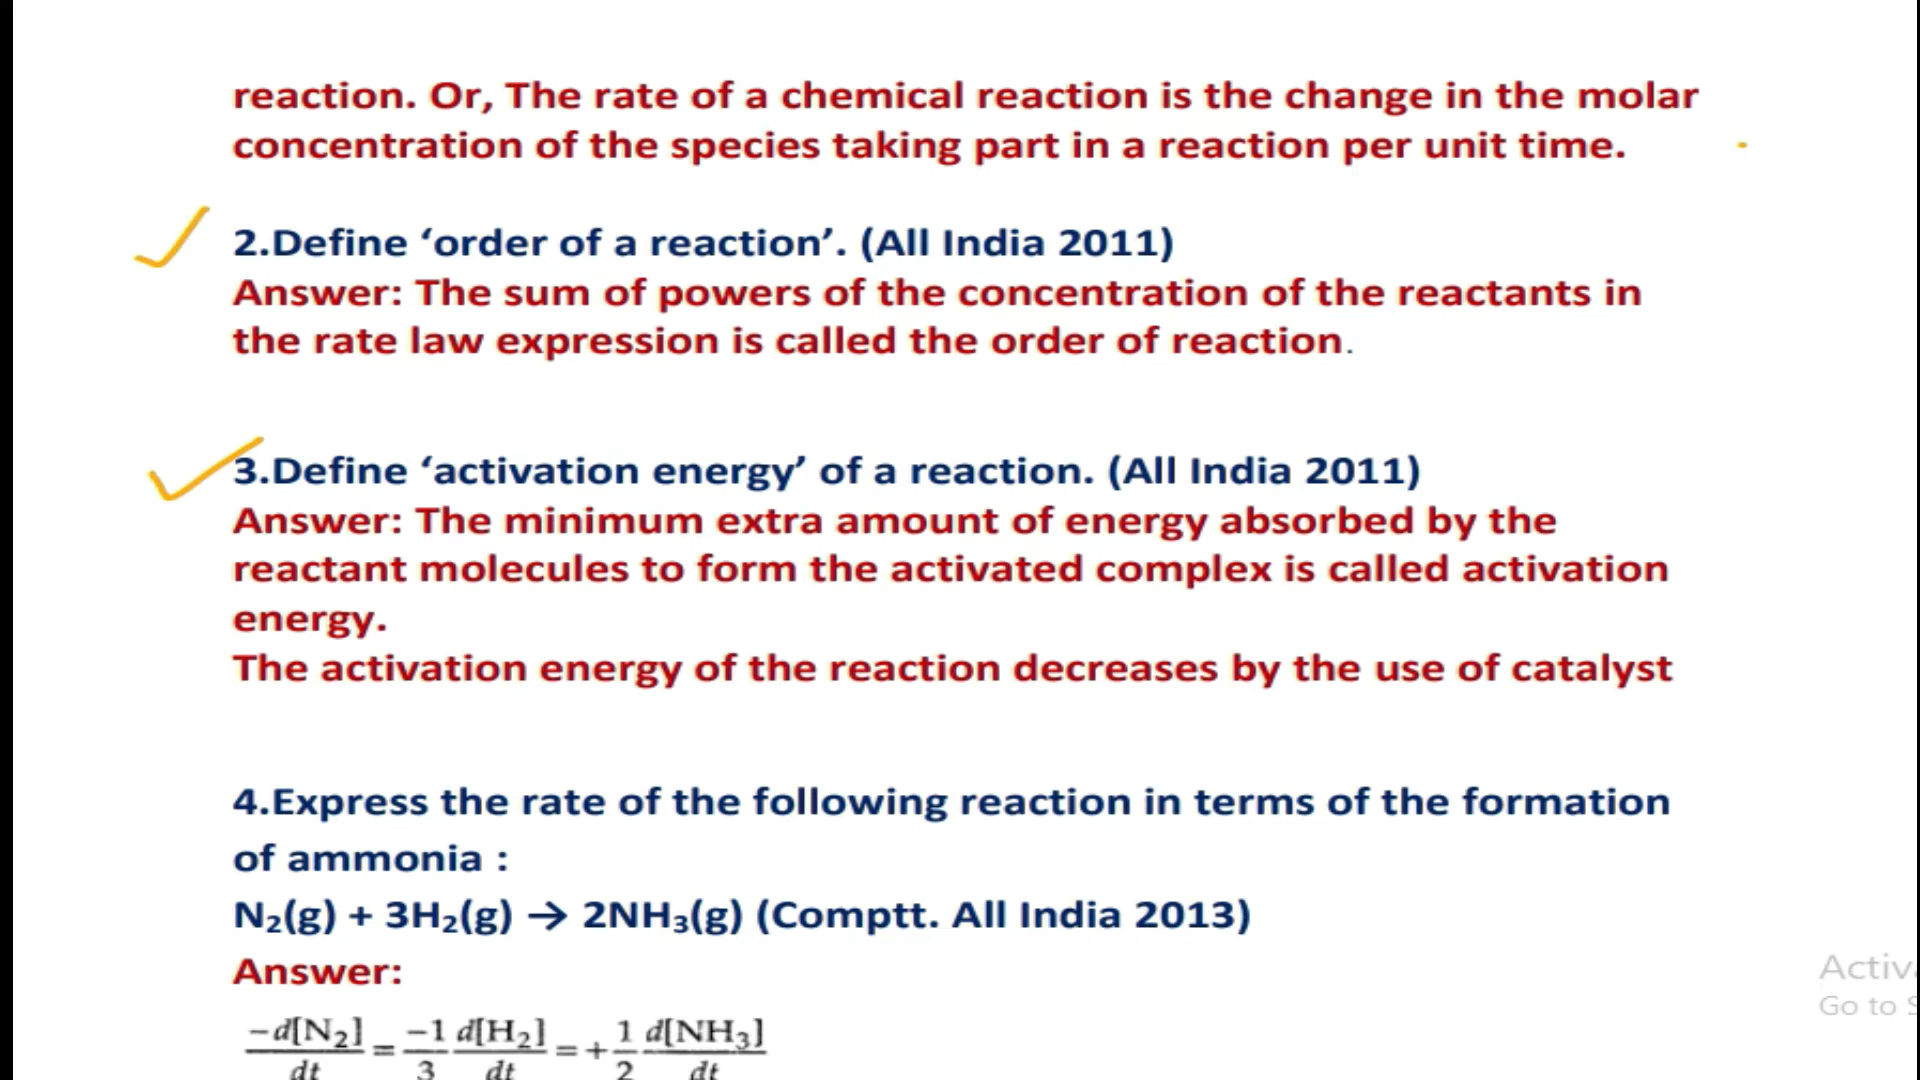 reaction. Or, The rate of a chemical reaction is the change in the molar
concentration of the species taking part in a reaction per unit time.
2.Define ‘order of a reaction’. (All India 2011)
Answer: The sum of powers of the concentration of the reactants in
the rate law expression is called the order of reaction.
3.Define ‘activation energy’ of a reaction. (All India 2011)
Answer: The minimum extra amount of energy absorbed by the
reactant molecules to form the activated complex is called activation
energy.
The activation energy of the reaction decreases by the use of catalyst
4.Express the rate of the following reaction in terms of the formation
of ammonia :
N₂(g) + 3H₂(g) → 2NH₃(g) (Comptt. All India 2013)
Answer:
-d[N₂]/dt = -1/3 d[H₂]/dt = +1/2 d[NH₃]/dt
Activ
Go to S